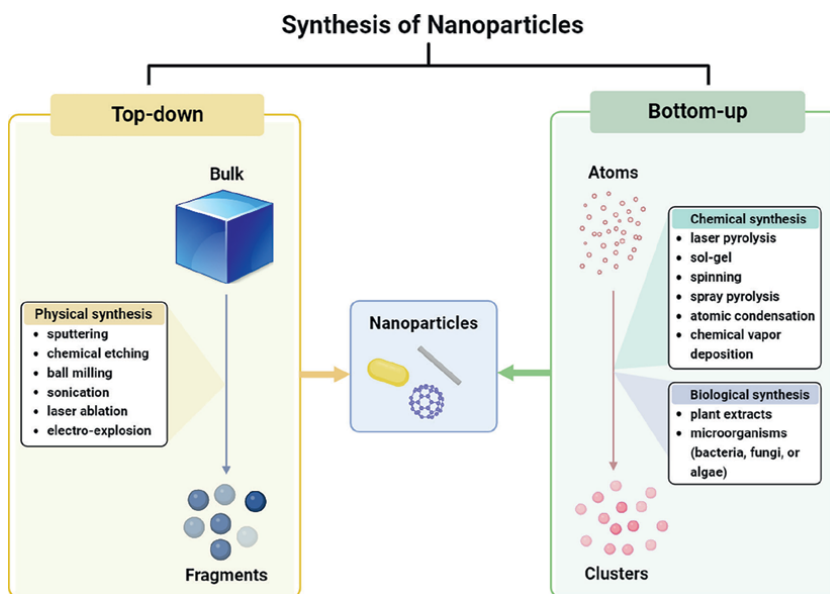 Synthesis of Nanoparticles
Top-down
Bulk
Physical synthesis
• sputtering
• chemical etching
• ball milling
• sonication
• laser ablation
• electro-explosion
Fragments
Nanoparticles
Bottom-up
Atoms
Chemical synthesis
• laser pyrolysis
• sol-gel
• spinning
• spray pyrolysis
• atomic condensation
• chemical vapor
deposition
Biological synthesis
• plant extracts
• microorganisms
(bacteria, fungi, or
algae)
Clusters